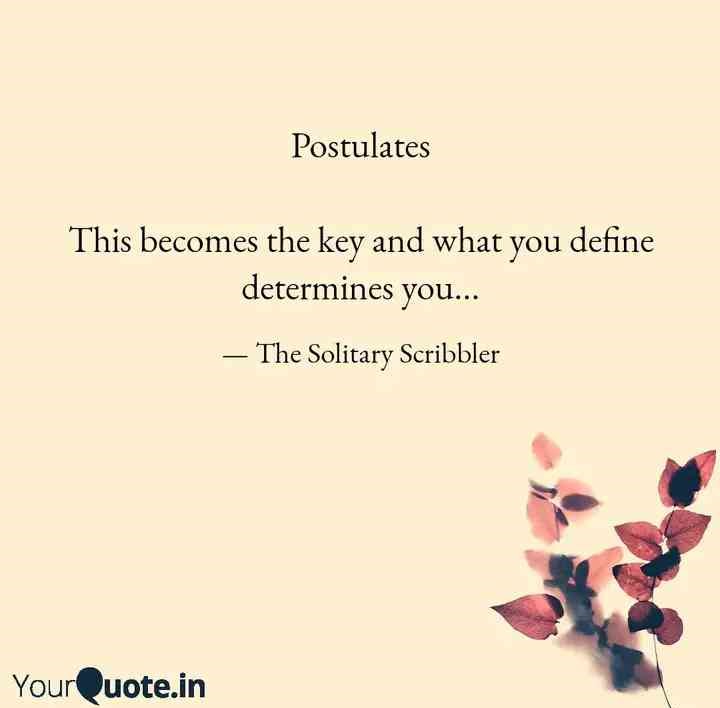 Postulates
This becomes the key and what you define
determines you...
— The Solitary Scribbler
YourQuote.in